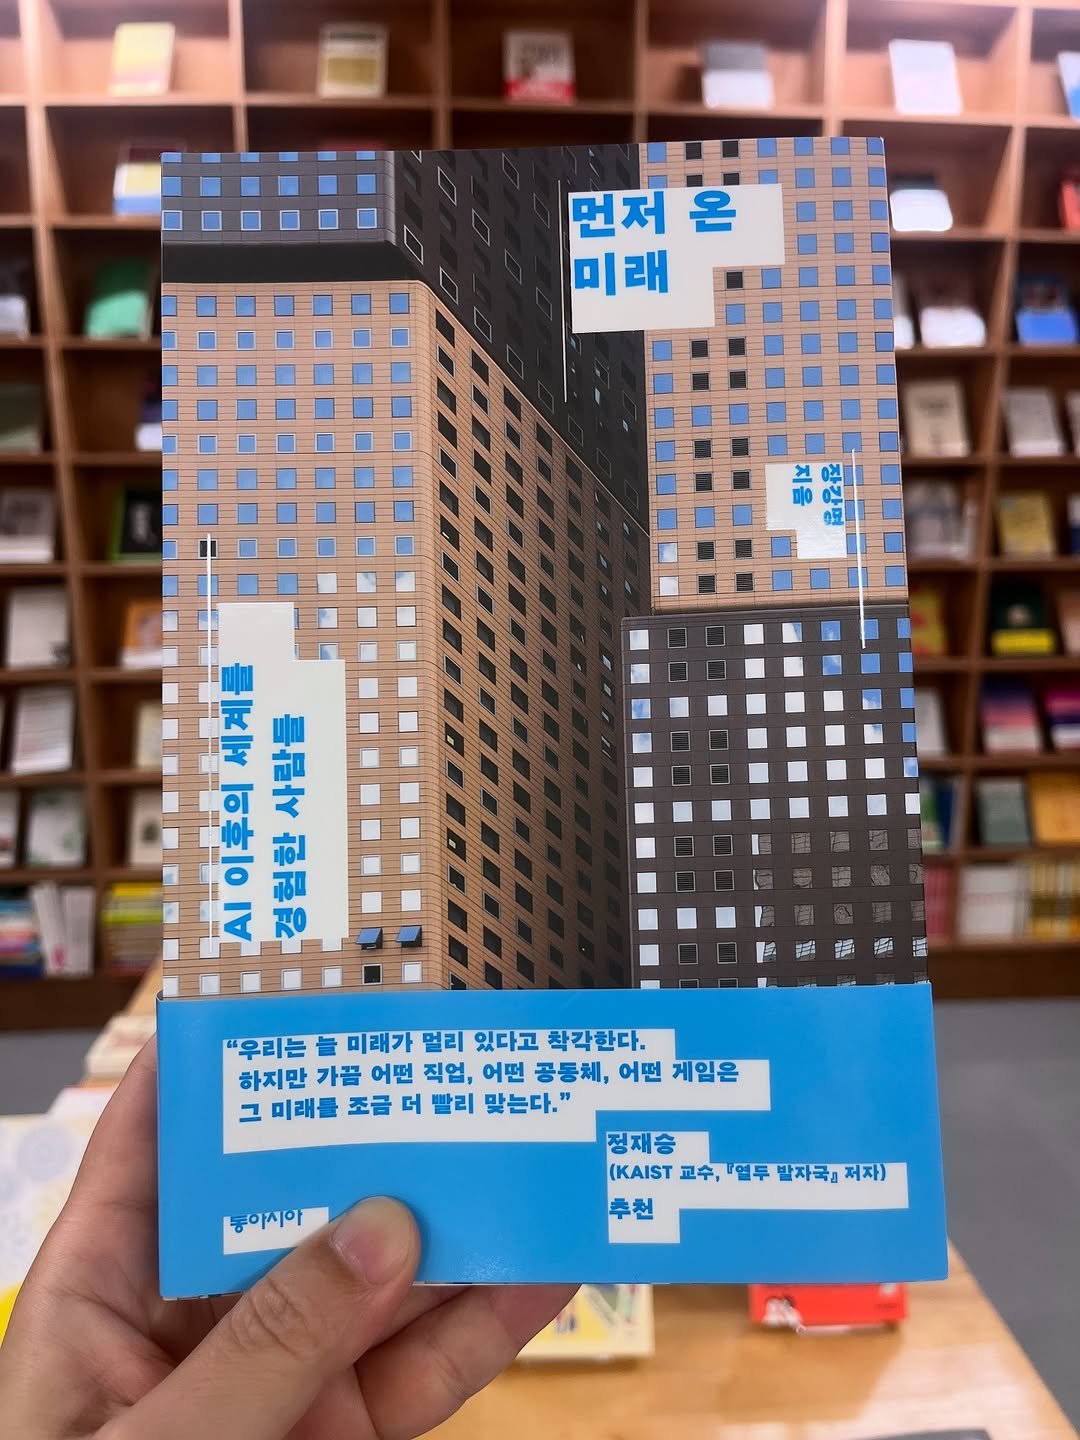 먼저 온
미래
장강명
지음
AI 이후의 세계를
경험한 사람들
“우리는 늘 미래가 멀리 있다고 착각한다.
하지만 가끔 어떤 직업, 어떤 공동체, 어떤 게임은
그 미래를 조금 더 빨리 맞는다.”
정재승
(KAIST 교수, 『열두 발자국』 저자)
추천
동아시아